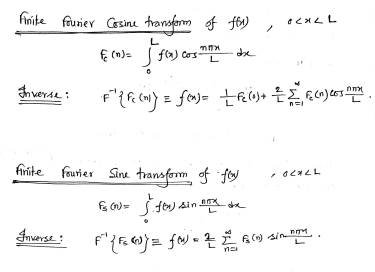 Finite Fourier Cosine transform of f(x) , 0<x<L
F_c(n) = ∫_0^L f(x) cos nπx/L dx
Inverse : F^{-1}{F_c(n)} ≡ f(x) = 1/L F_c(0) + 2/L ∑_{n=1}^∞ F_c(n) cos nπx/L
Finite Fourier Sine transform of f(x) , 0<x<L
F_s(n) = ∫_0^L f(x) sin nπx/L dx
Inverse : F^{-1}{F_s(n)} ≡ f(x) = 2/L ∑_{n=1}^∞ F_s(n) sin nπx/L .